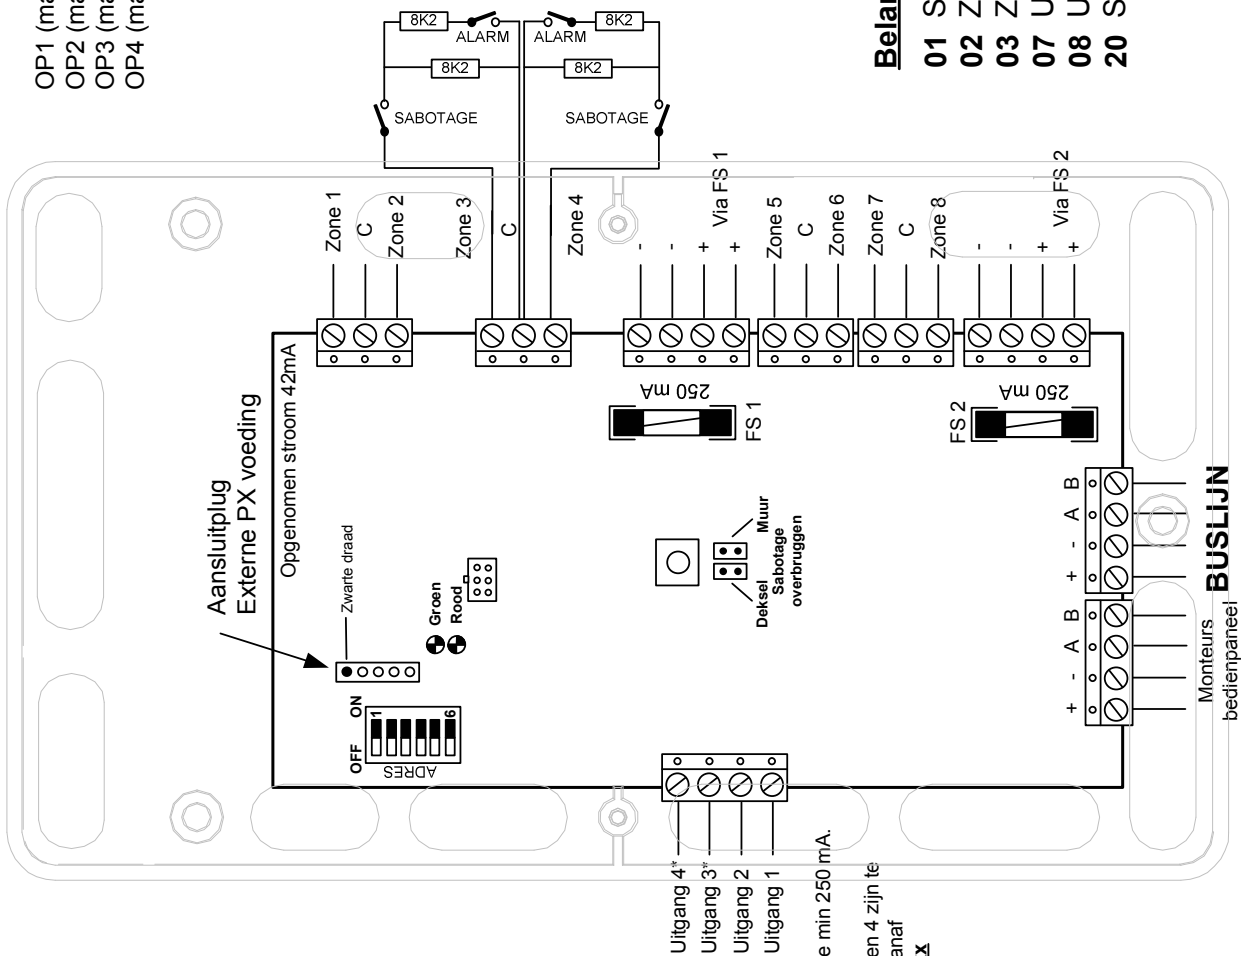 OP1 (ma
OP2 (ma
OP3 (ma
OP4 (ma
8K2
8K2
ALARM
ALARM
8K2
8K2
SABOTAGE
SABOTAGE
Belan
01 S
02 Z
03 Z
07 U
08 U
20 S
Zone 1
C
Zone 2
Zone 3
C
Zone 4
-
-
+
+
Via FS 1
Zone 5
C
Zone 6
Zone 7
C
Zone 8
-
-
+
+
Via FS 2
Opgenomen stroom 42mA
Aansluitplug
Externe PX voeding
Zwarte draad
250 mA
FS 1
250 mA
FS 2
Groen
Rood
Muur
Deksel
Sabotage
overbruggen
ON
OFF
1
6
ADRES
B
A
-
+
BUSLIJN
B
A
-
+
Monteurs
bedienpaneel
Uitgang 4*
Uitgang 3*
Uitgang 2
Uitgang 1
e min 250 mA.
en 4 zijn te
anaf
x